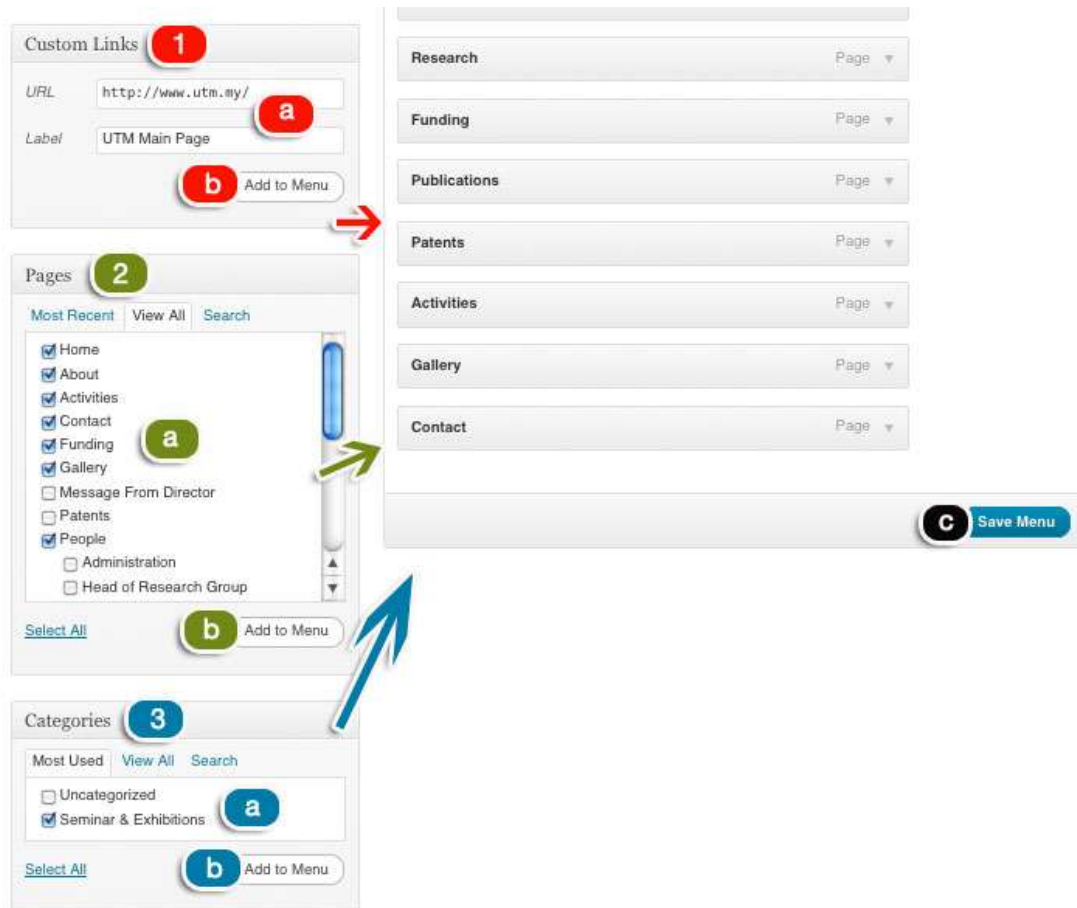 Custom Links 1
URL http://www.utm.my/
a
Label UTM Main Page
b Add to Menu
Pages 2
Most Recent View All Search
Home
About
Activities
Contact
a
Funding
Gallery
Message From Director
Patents
People
Administration
Head of Research Group
Select All b Add to Menu
Categories 3
Most Used View All Search
Uncategorized
a
Seminar & Exhibitions
Select All b Add to Menu
Research Page
Funding Page
Publications Page
Patents Page
Activities Page
Gallery Page
Contact Page
C Save Menu